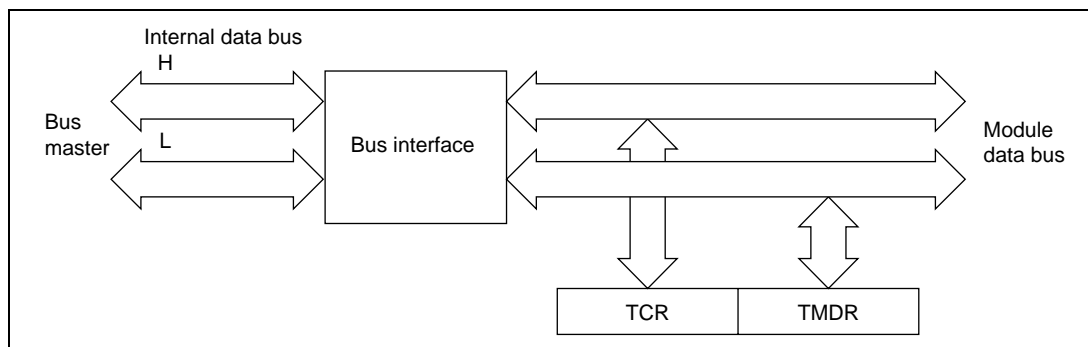 Internal data bus
H
Bus
master
L
Bus interface
Module
data bus
TCR
TMDR